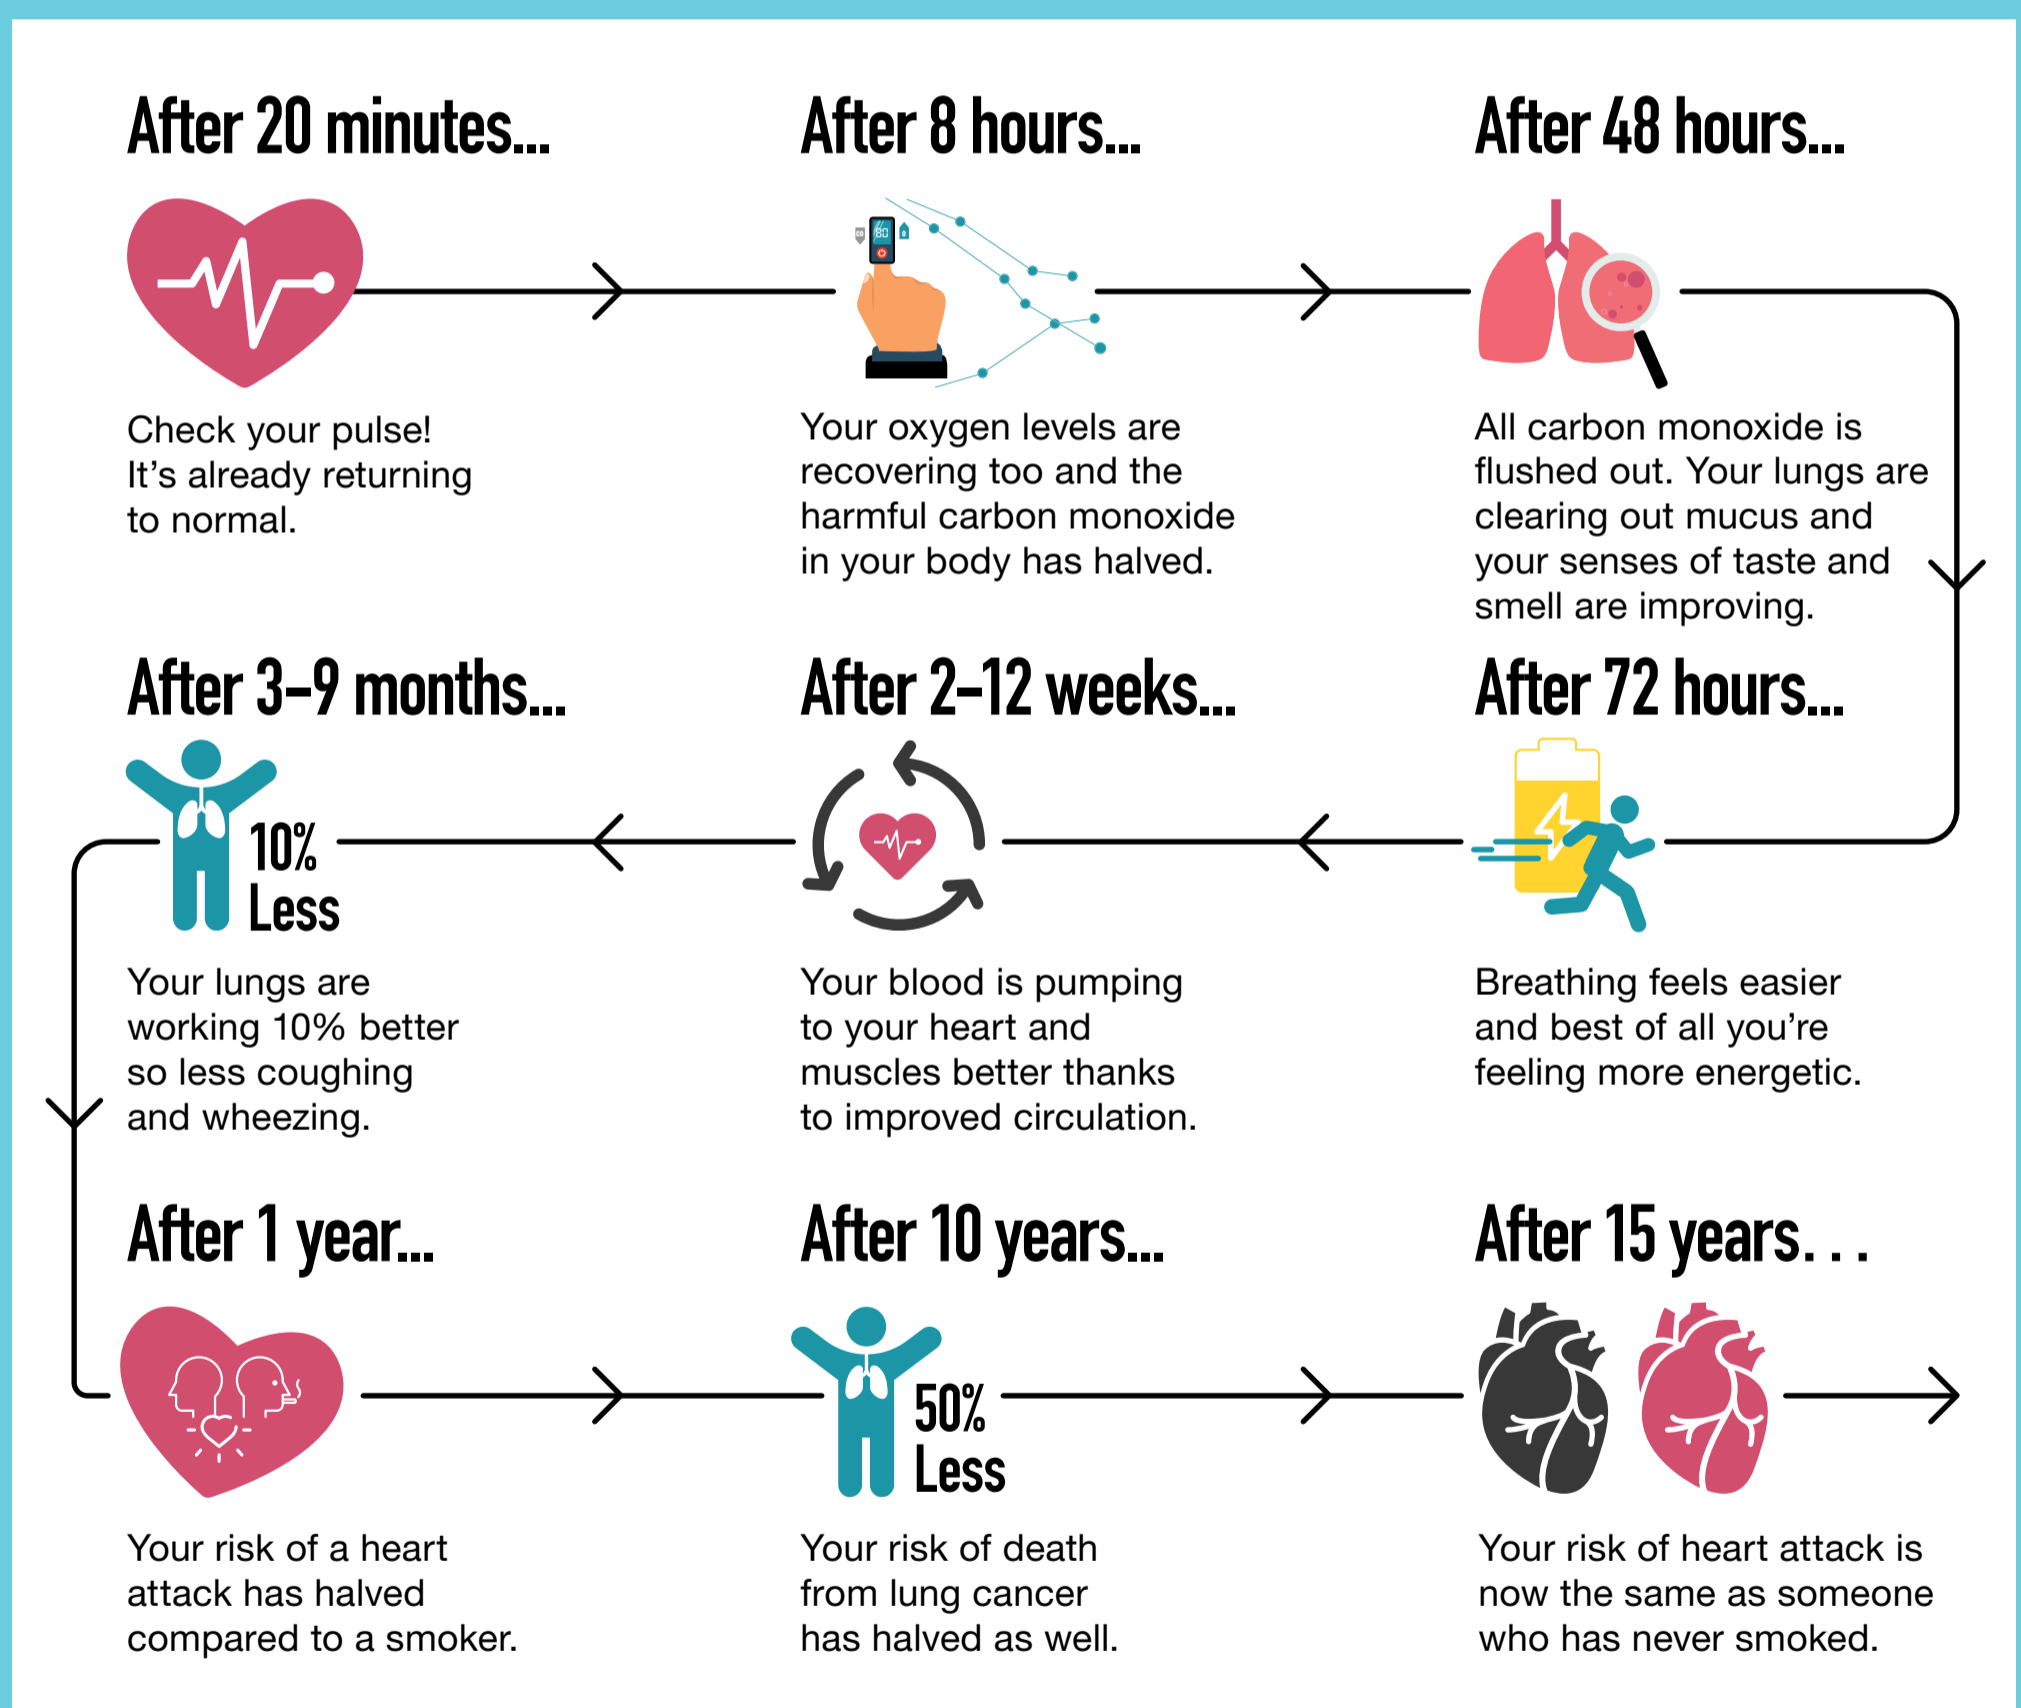 After 20 minutes...
Check your pulse!
It's already returning
to normal.
After 8 hours...
CO
80
O
Your oxygen levels are
recovering too and the
harmful carbon monoxide
in your body has halved.
After 48 hours...
All carbon monoxide is
flushed out. Your lungs are
clearing out mucus and
your senses of taste and
smell are improving.
After 72 hours...
Breathing feels easier
and best of all you're
feeling more energetic.
After 2–12 weeks...
Your blood is pumping
to your heart and
muscles better thanks
to improved circulation.
After 3–9 months...
10%
Less
Your lungs are
working 10% better
so less coughing
and wheezing.
After 1 year...
Your risk of a heart
attack has halved
compared to a smoker.
After 10 years...
50%
Less
Your risk of death
from lung cancer
has halved as well.
After 15 years...
Your risk of heart attack is
now the same as someone
who has never smoked.